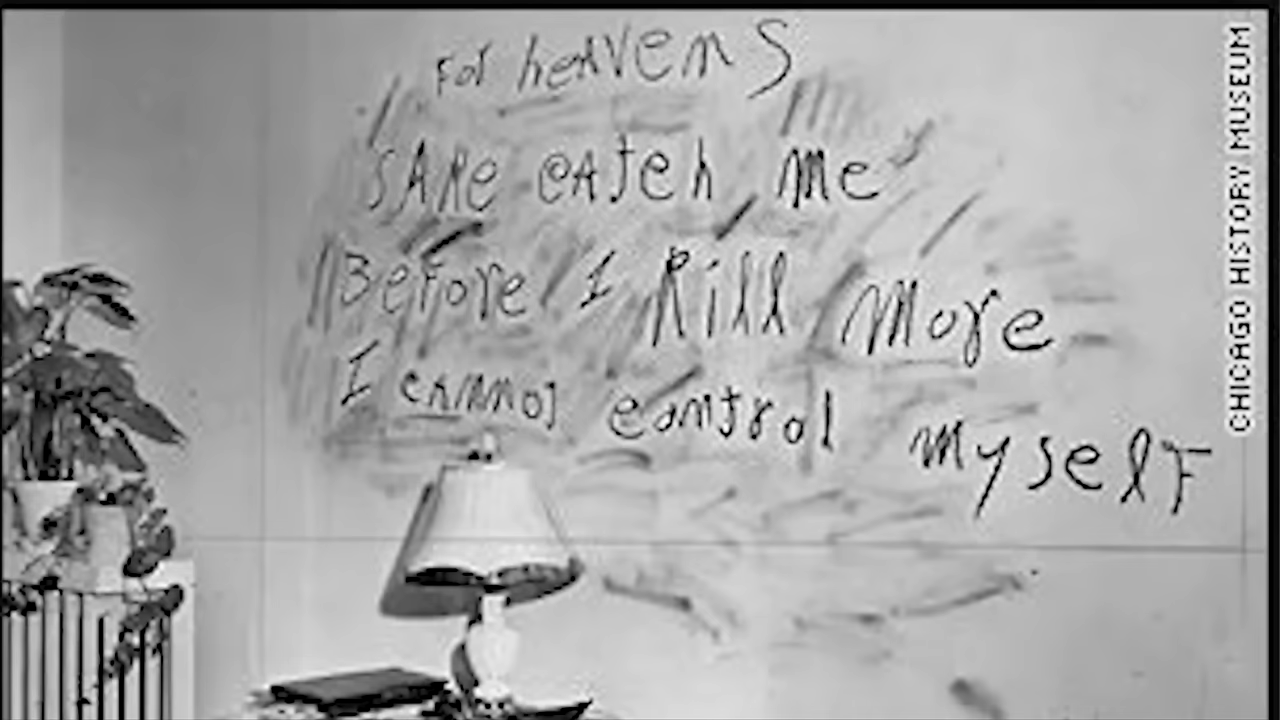 For heAvens
SAKe cAtch Me
BeFore I Kill More
I cannot control MyselF
CHICAGO HISTORY MUSEUM